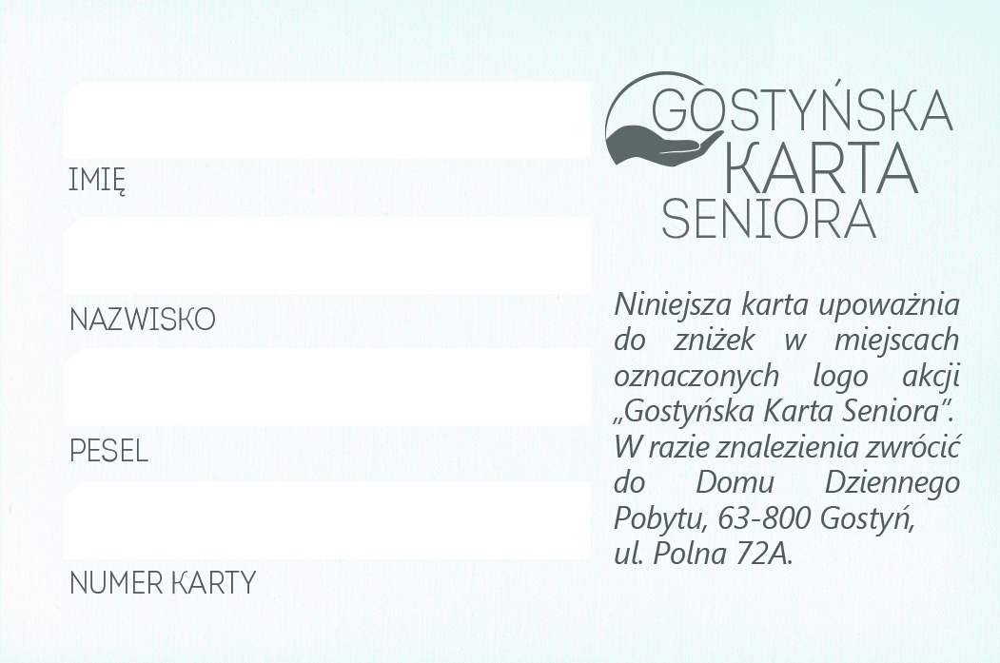 IMIĘ
NAZWISKO
PESEL
NUMER KARTY
GOSTYŃSKA
KARTA
SENIORA
Niniejsza karta upoważnia
do zniżek w miejscach
oznaczonych logo akcji
„Gostyńska Karta Seniora”.
W razie znalezienia zwrócić
do Domu Dziennego
Pobytu, 63-800 Gostyń,
ul. Polna 72A.